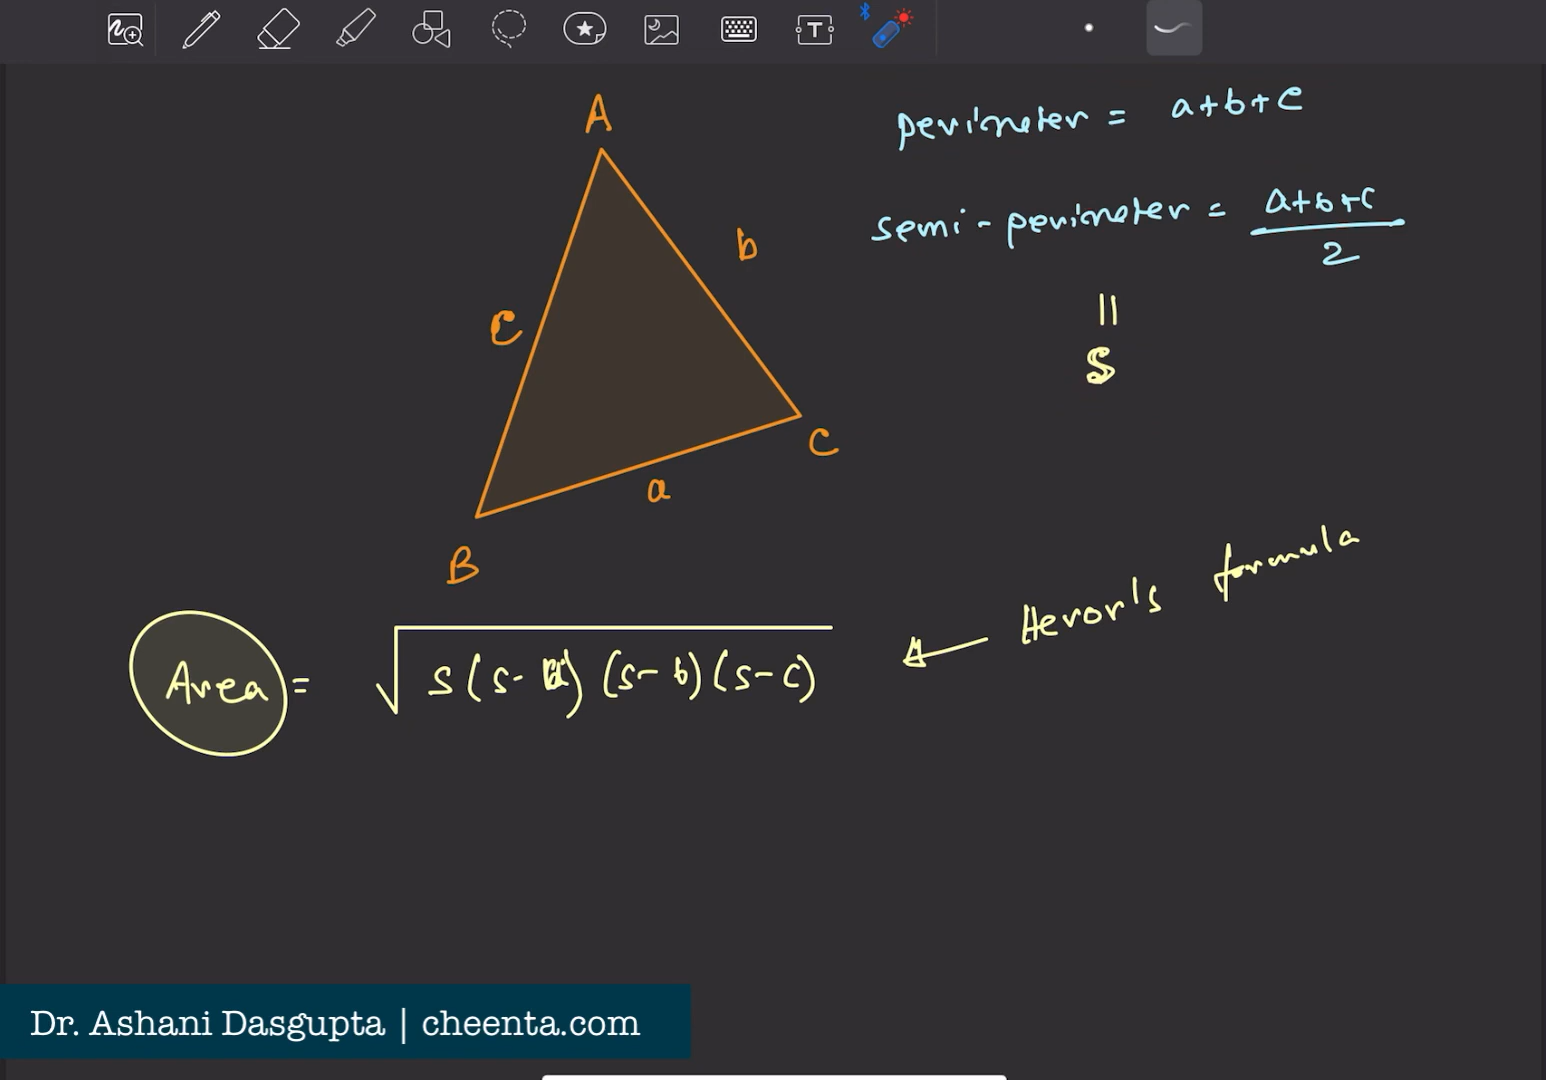 A
perimeter = a+b+c
semi-perimeter = a+b+c
2
b
c
||
s
C
a
B
Heron's formula
Area = √ s(s-a)(s-b)(s-c)
Dr. Ashani Dasgupta | cheenta.com